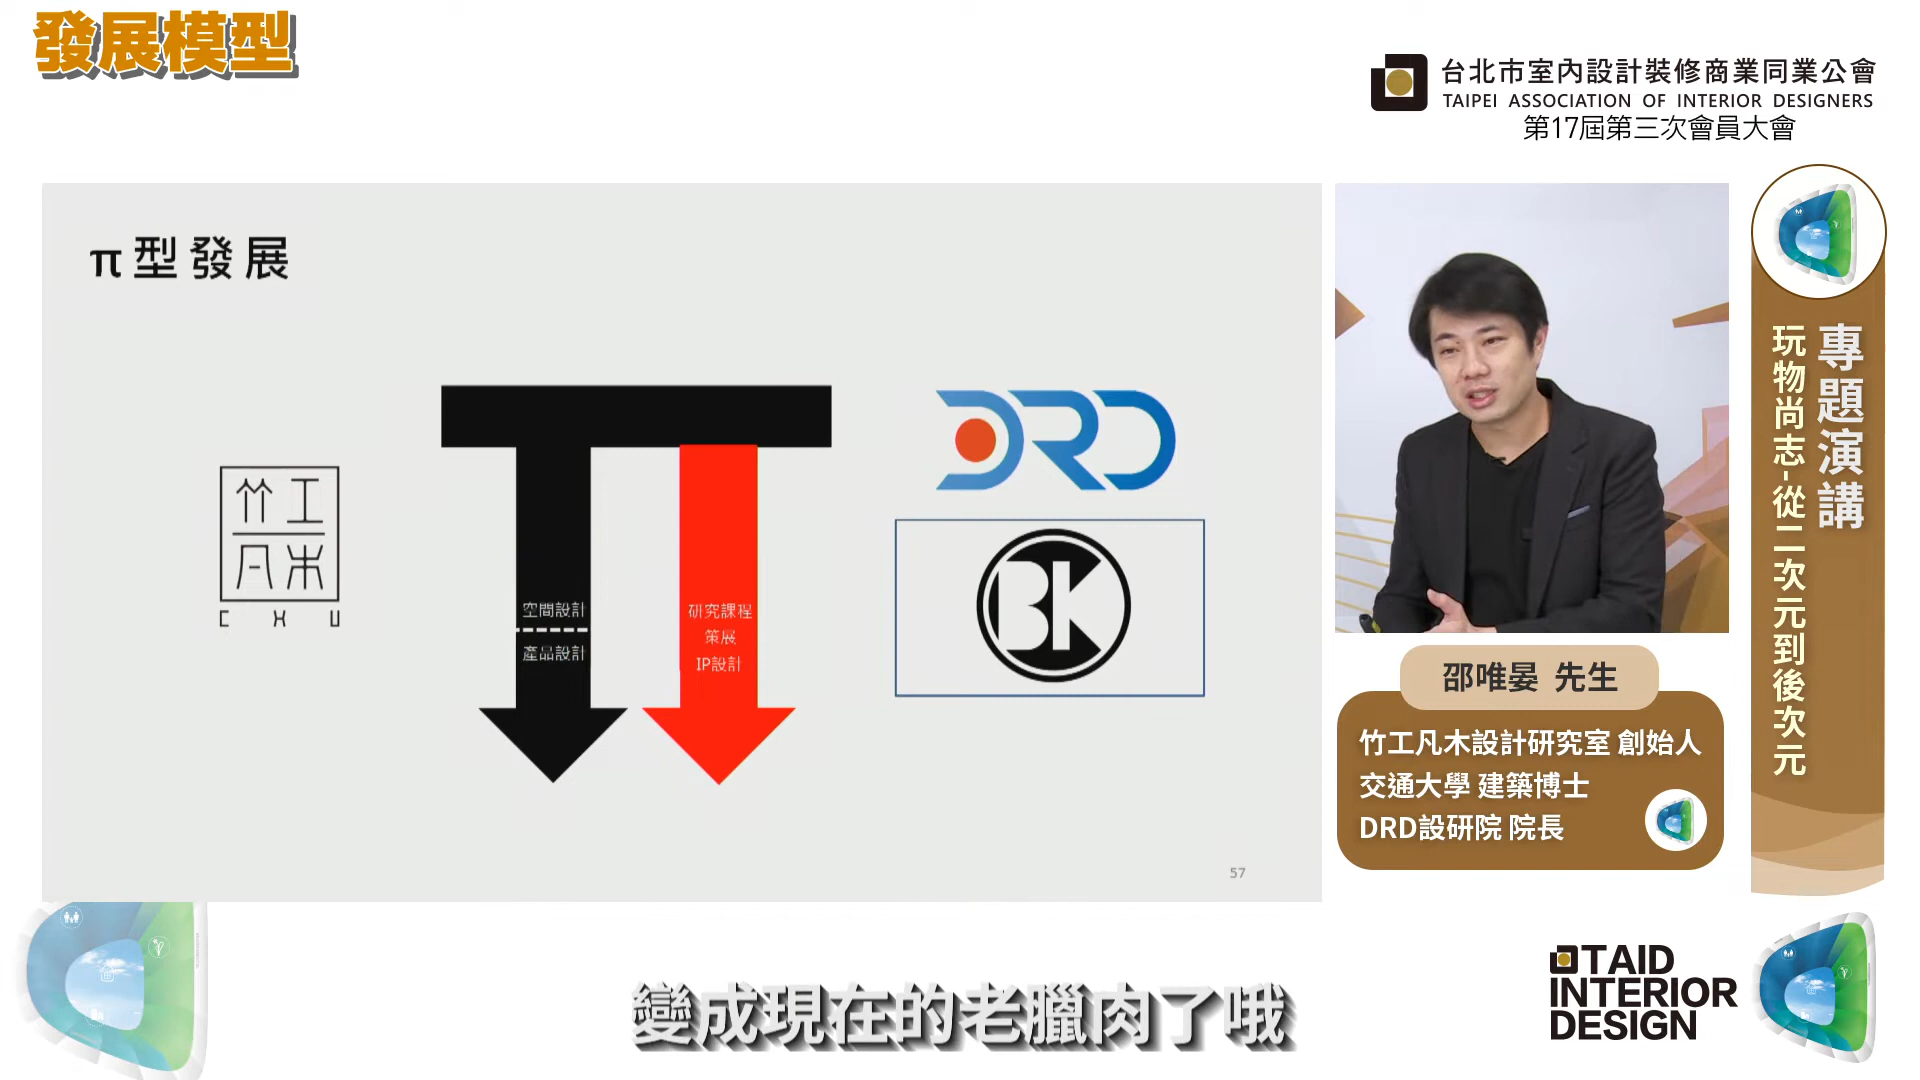 發展模型
台北市室內設計裝修商業同業公會
TAIPEI ASSOCIATION OF INTERIOR DESIGNERS
第17屆第三次會員大會
π型發展
竹工
凡木
CXU
空間設計
產品設計
研究課程
策展
IP設計
DRD
BK
57
邵唯晏 先生
竹工凡木設計研究室 創始人
交通大學 建築博士
DRD設研院 院長
專題演講
玩物尚志-從二次元到後次元
變成現在的老臘肉了哦
TAID
INTERIOR
DESIGN